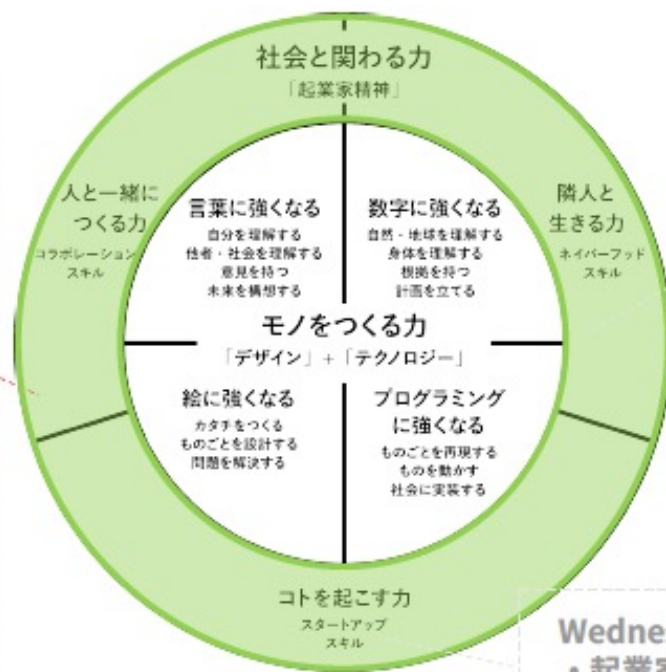 社会と関わる力
「起業家精神」
人と一緒に
つくる力
コラボレーション
スキル
隣人と
生きる力
ネイバーフッド
スキル
言葉に強くなる
自分を理解する
他者・社会を理解する
意見を持つ
未来を構想する
数字に強くなる
自然・地球を理解する
身体を理解する
根拠を持つ
計画を立てる
モノをつくる力
「デザイン」+「テクノロジー」
絵に強くなる
カタチをつくる
ものごとを設計する
問題を解決する
プログラミング
に強くなる
ものごとを再現する
ものを動かす
社会に実装する
コトを起こす力
スタートアップ
スキル
Wedne
起業